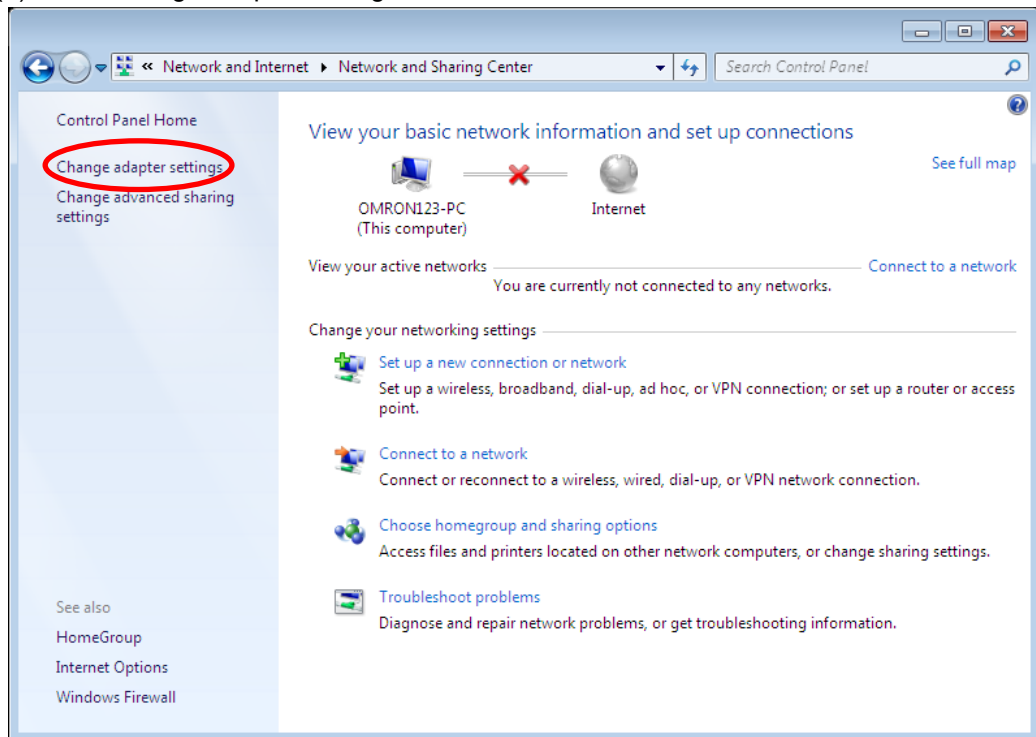 « Network and Internet ▸ Network and Sharing Center
Search Control Panel
Control Panel Home
Change adapter settings
Change advanced sharing
settings
See also
HomeGroup
Internet Options
Windows Firewall
View your basic network information and set up connections
See full map
OMRON123-PC
(This computer)
Internet
View your active networks
Connect to a network
You are currently not connected to any networks.
Change your networking settings
Set up a new connection or network
Set up a wireless, broadband, dial-up, ad hoc, or VPN connection; or set up a router or access
point.
Connect to a network
Connect or reconnect to a wireless, wired, dial-up, or VPN network connection.
Choose homegroup and sharing options
Access files and printers located on other network computers, or change sharing settings.
Troubleshoot problems
Diagnose and repair network problems, or get troubleshooting information.